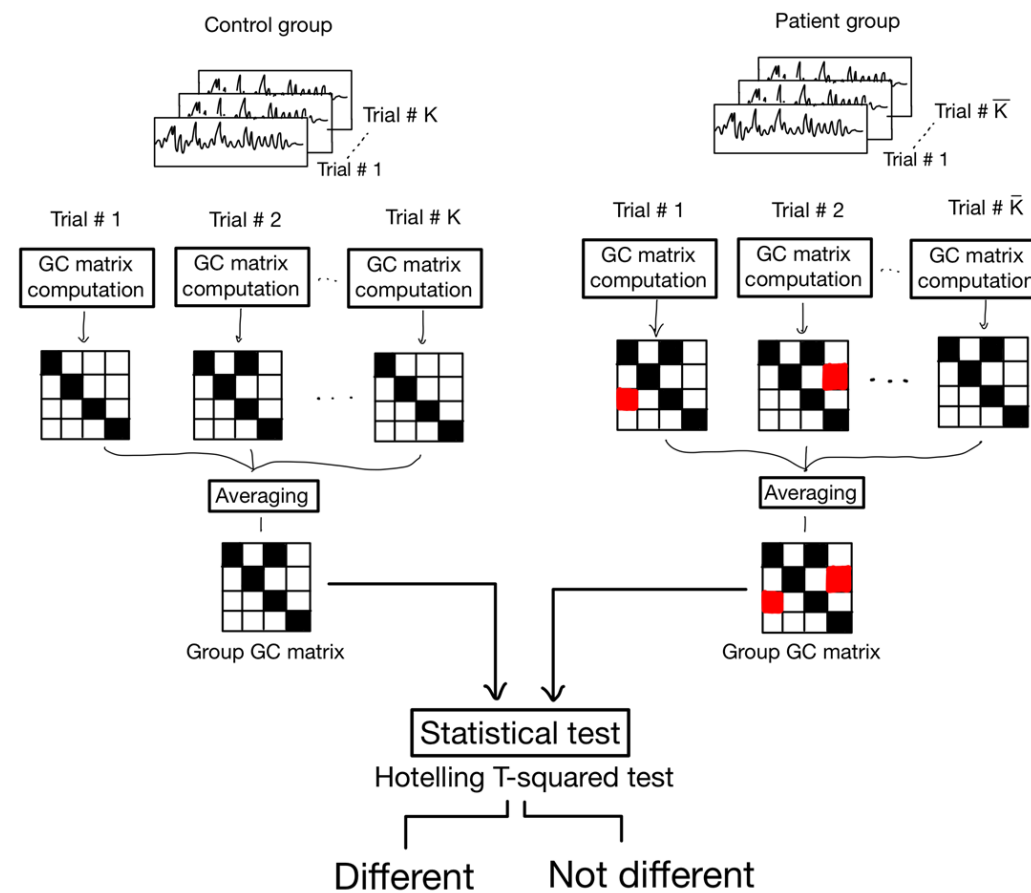 Control group
Trial # K
Trial # 1
Patient group
Trial # K̅
Trial # 1
Trial # 1
Trial # 2
Trial # K
GC matrix
computation
GC matrix
computation
GC matrix
computation
Trial # 1
Trial # 2
Trial # K̅
GC matrix
computation
GC matrix
computation
GC matrix
computation
Averaging
Averaging
Group GC matrix
Group GC matrix
Statistical test
Hotelling T-squared test
Different
Not different